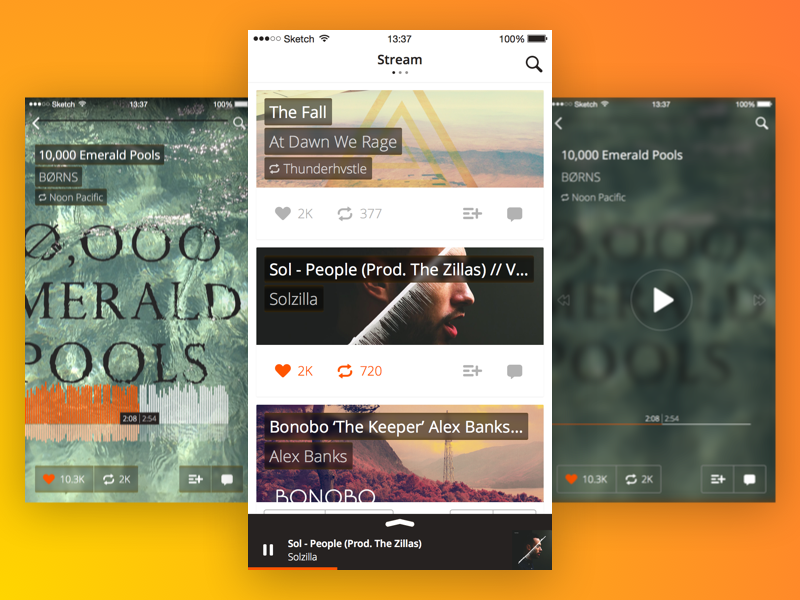 Sketch 13:37 100%
10,000 Emerald Pools
BØRNS
Noon Pacific
Ø,OOO
MERALD
POOLS
2:08 2:54
10.3K 2K
Sketch 13:37 100%
Stream
The Fall
At Dawn We Rage
Thunderhvstle
2K 377
Sol - People (Prod. The Zillas) // V...
Solzilla
2K 720
Bonobo ‘The Keeper’ Alex Banks...
Alex Banks
BONOBO
Sol - People (Prod. The Zillas)
Solzilla
Sketch 13:37 100%
10,000 Emerald Pools
BØRNS
Noon Pacific
2:08 2:54
10.3K 2K